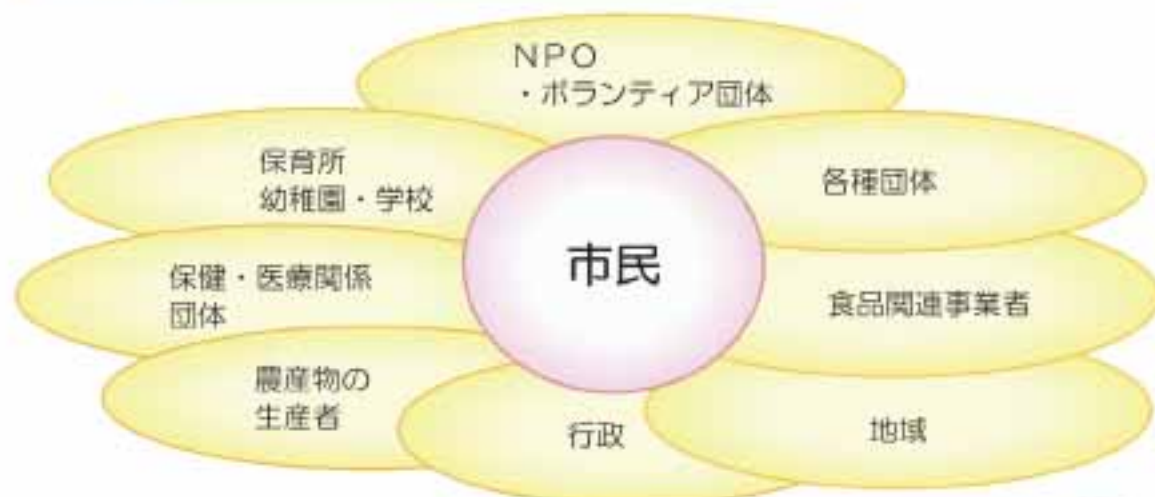 NPO
・ボランティア団体
保育所
幼稚園・学校
各種団体
市民
保健・医療関係
団体
食品関連事業者
農産物の
生産者
行政
地域